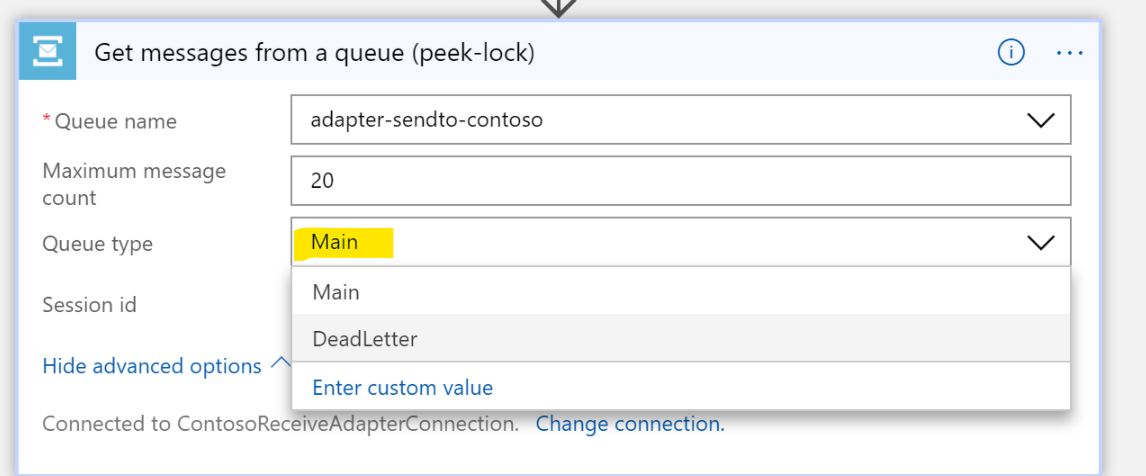 Get messages from a queue (peek-lock)
* Queue name
adapter-sendto-contoso
Maximum message count
20
Queue type
Main
Main
Session id
DeadLetter
Hide advanced options
Enter custom value
Connected to ContosoReceiveAdapterConnection. Change connection.